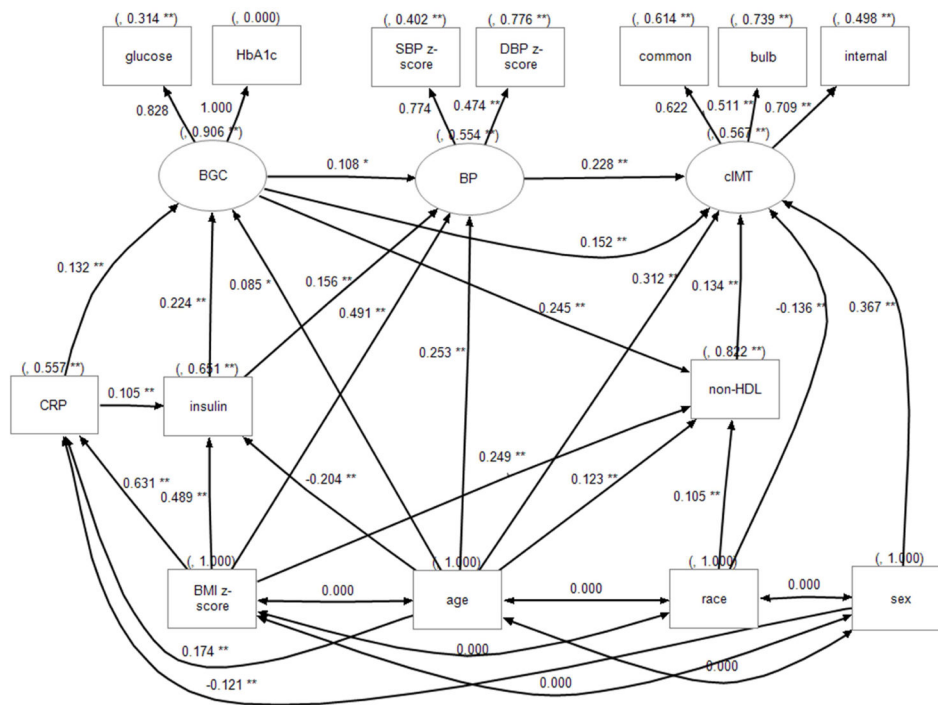 (, 0.314 **)
(, 0.000)
(, 0.402 **)
(, 0.776 **)
(, 0.614 **)
(, 0.739 **)
(, 0.498 **)
glucose
HbA1c
SBP z-
score
DBP z-
score
common
bulb
internal
0.828
1.000
0.774
0.474 **
0.622
0.511 **
0.709 **
(, 0.906 **)
(, 0.554 **)
(, 0.567 **)
BGC
0.108 *
BP
0.228 **
cIMT
0.152 **
0.132 **
0.224 **
0.085 *
0.156 **
0.491 **
0.312 **
0.134 **
-0.136 **
0.367 **
0.245 **
0.253 **
(, 0.557 **)
(, 0.651 **)
(, 0.822 **)
CRP
0.105 **
insulin
non-HDL
0.631 **
0.489 **
-0.204 **
0.249 **
0.123 **
0.105 **
(, 1.000)
(, 1.000)
(, 1.000)
(, 1.000)
BMI z-
score
0.000
age
0.000
race
0.000
sex
0.174 **
0.000
0.000
-0.121 **
0.000